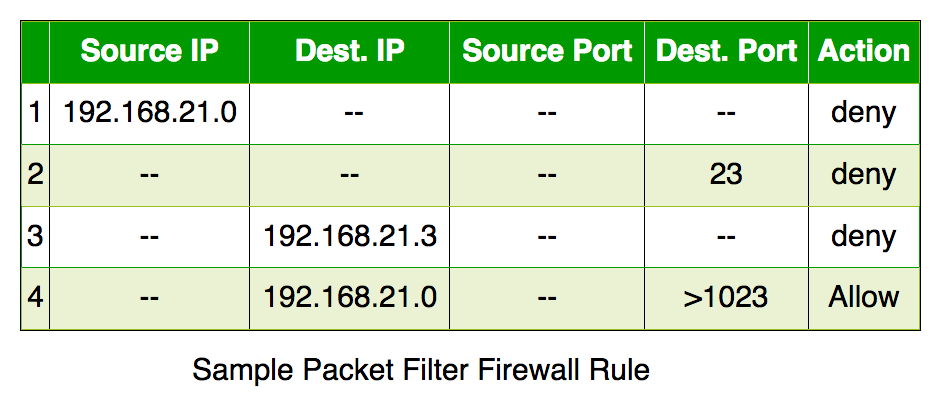 Source IP Dest. IP Source Port Dest. Port Action
1 192.168.21.0 -- -- -- deny
2 -- -- -- 23 deny
3 -- 192.168.21.3 -- -- deny
4 -- 192.168.21.0 -- >1023 Allow
Sample Packet Filter Firewall Rule